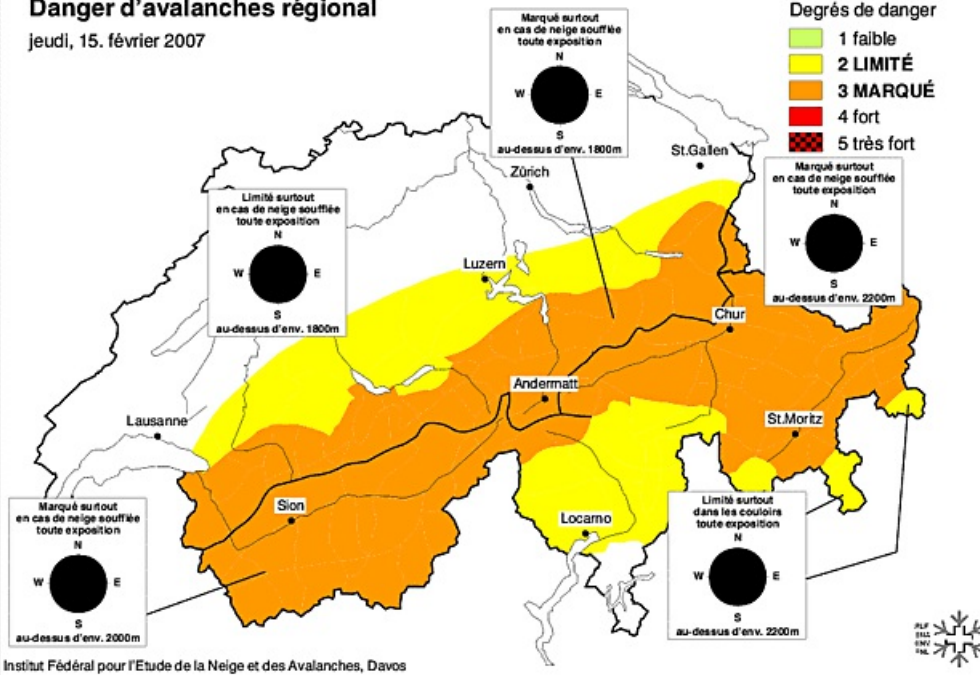 Danger d'avalanches régional
jeudi, 15. février 2007
Degrés de danger
1 faible
2 LIMITÉ
3 MARQUÉ
4 fort
5 très fort
Marqué surtout
en cas de neige soufflée
toute exposition
N
W E
S
au-dessus d'env. 1800m
Marqué surtout
en cas de neige soufflée
toute exposition
N
W E
S
au-dessus d'env. 2200m
Limité surtout
en cas de neige soufflée
toute exposition
N
W E
S
au-dessus d'env. 1800m
St.Gallen
Zürich
Luzern
Chur
Andermatt
Lausanne
St.Moritz
Sion
Locarno
Marqué surtout
en cas de neige soufflée
toute exposition
N
W E
S
au-dessus d'env. 2000m
Limité surtout
dans les couloirs
toute exposition
N
W E
S
au-dessus d'env. 2200m
Institut Fédéral pour l'Etude de la Neige et des Avalanches, Davos